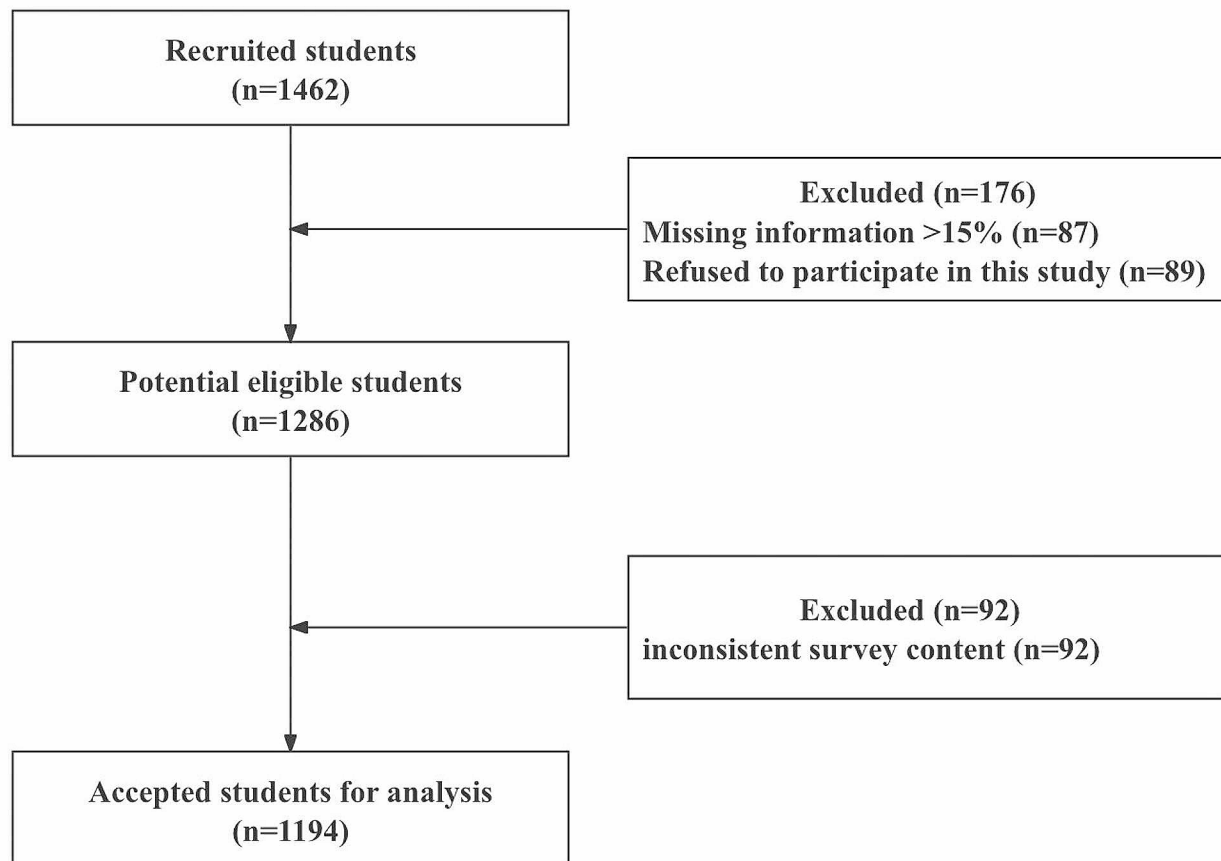 Recruited students
(n=1462)
Excluded (n=176)
Missing information >15% (n=87)
Refused to participate in this study (n=89)
Potential eligible students
(n=1286)
Excluded (n=92)
inconsistent survey content (n=92)
Accepted students for analysis
(n=1194)